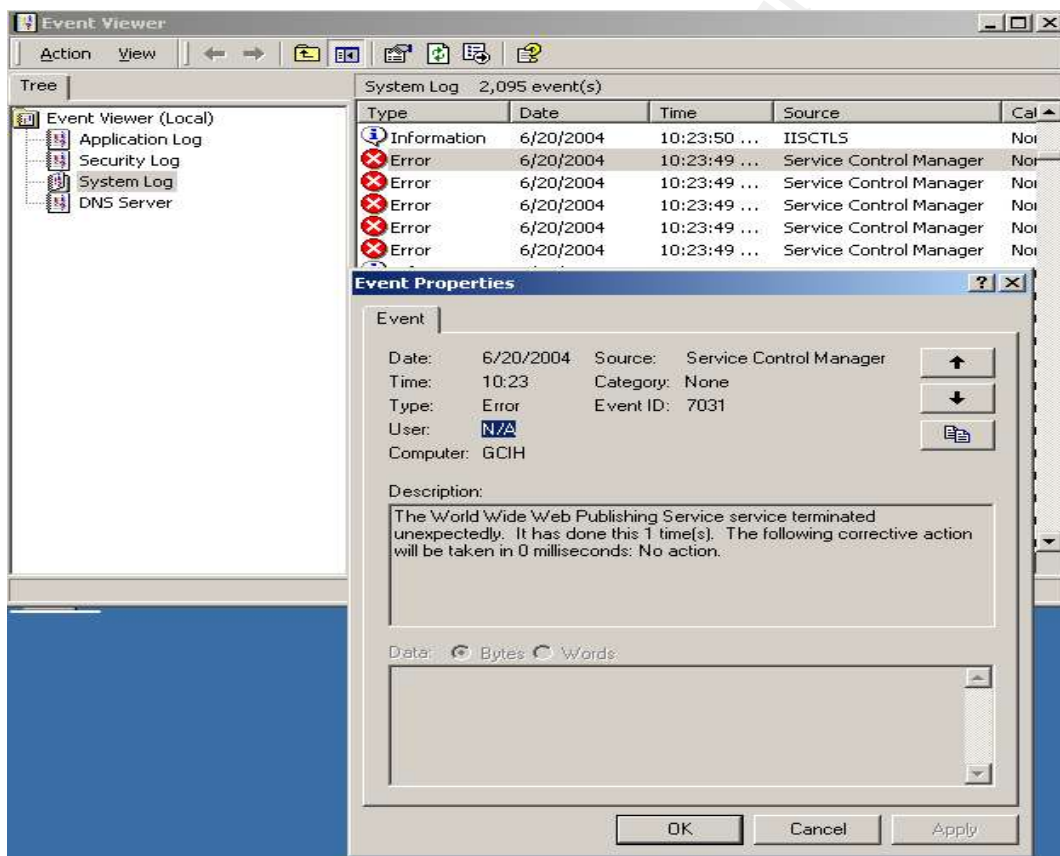 Event Viewer
Action View
Tree
System Log 2,095 event(s)
Event Viewer (Local)
Application Log
Security Log
System Log
DNS Server
Type Date Time Source
Information 6/20/2004 10:23:50 ... IISCTLS
Error 6/20/2004 10:23:49 ... Service Control Manager
Error 6/20/2004 10:23:49 ... Service Control Manager
Error 6/20/2004 10:23:49 ... Service Control Manager
Error 6/20/2004 10:23:49 ... Service Control Manager
Error 6/20/2004 10:23:49 ... Service Control Manager
Event Properties
Event
Date: 6/20/2004 Source: Service Control Manager
Time: 10:23 Category: None
Type: Error Event ID: 7031
User: N/A
Computer: GCIH
Description:
The World Wide Web Publishing Service service terminated
unexpectedly. It has done this 1 time(s). The following corrective action
will be taken in 0 milliseconds: No action.
Data: Bytes Words
OK Cancel Apply